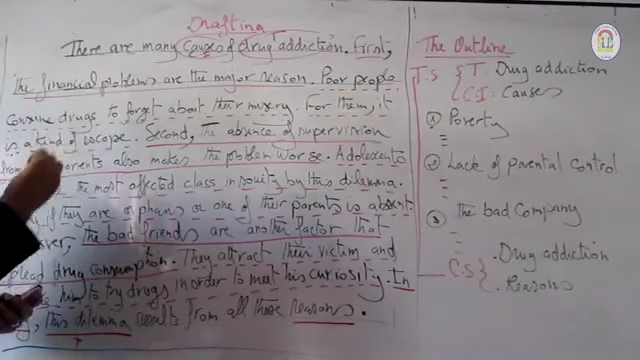 Drafting
There are many causes of drug addiction. First,
the financial problems are the major reason. Poor people
consume drugs to forget about their misery. For them, it
is a kind of escape. Second, the absence of supervision
from parents also makes the problem worse. Adolescents
the most affected class in society by this dilemma.
if they are orphans or one of their parents is absent
the bad friends are another factor that
lead drug consumption. They attract their victim and
him to try drugs in order to meet his curiosity. In
this dilemma results from all those reasons.
The Outline
T.S { T: Drug addiction
C.I: Causes
① Poverty
② Lack of parental control
③ The bad Company
C.S { . Drug addiction
. Reasons